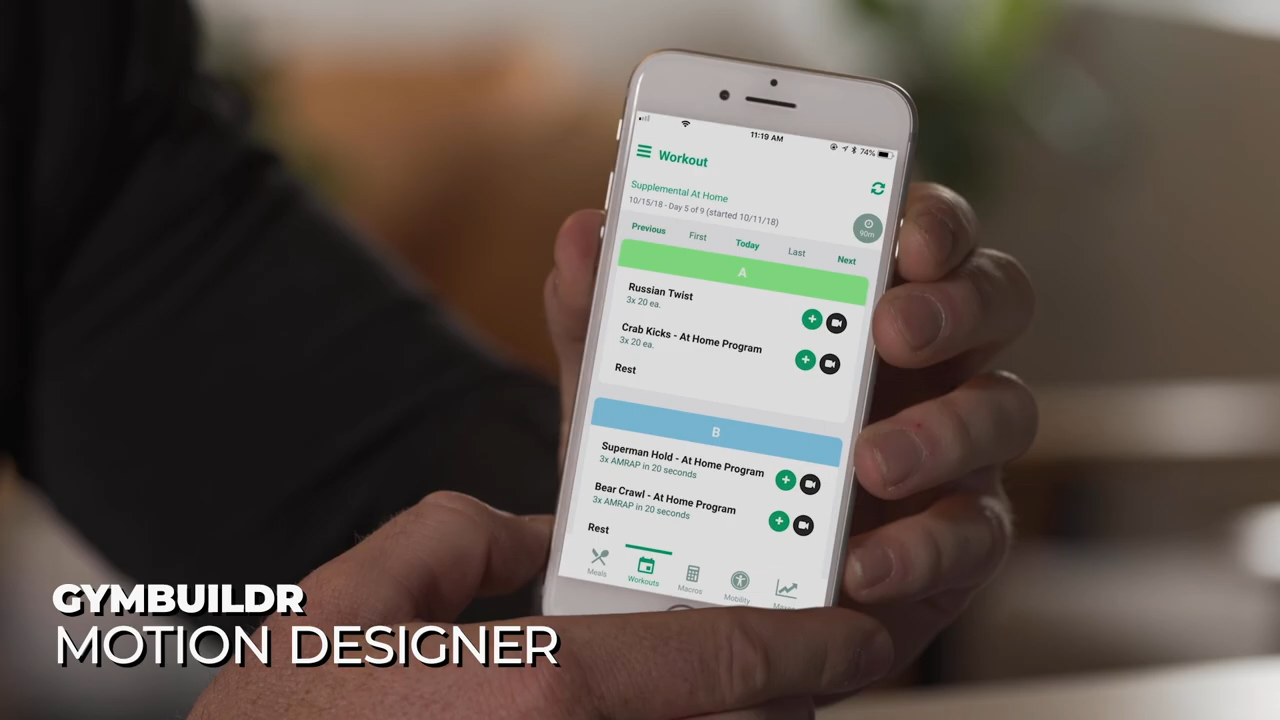 11:19 AM
74%
Workout
Supplemental At Home
10/15/18 - Day 5 of 9 (started 10/11/18)
90m
Previous First Today Last Next
A
Russian Twist
3x 20 ea.
Crab Kicks - At Home Program
3x 20 ea.
Rest
B
Superman Hold - At Home Program
3x AMRAP in 20 seconds
Bear Crawl - At Home Program
3x AMRAP in 20 seconds
Rest
Meals Workouts Macros Mobility
GYMBUILDR
MOTION DESIGNER